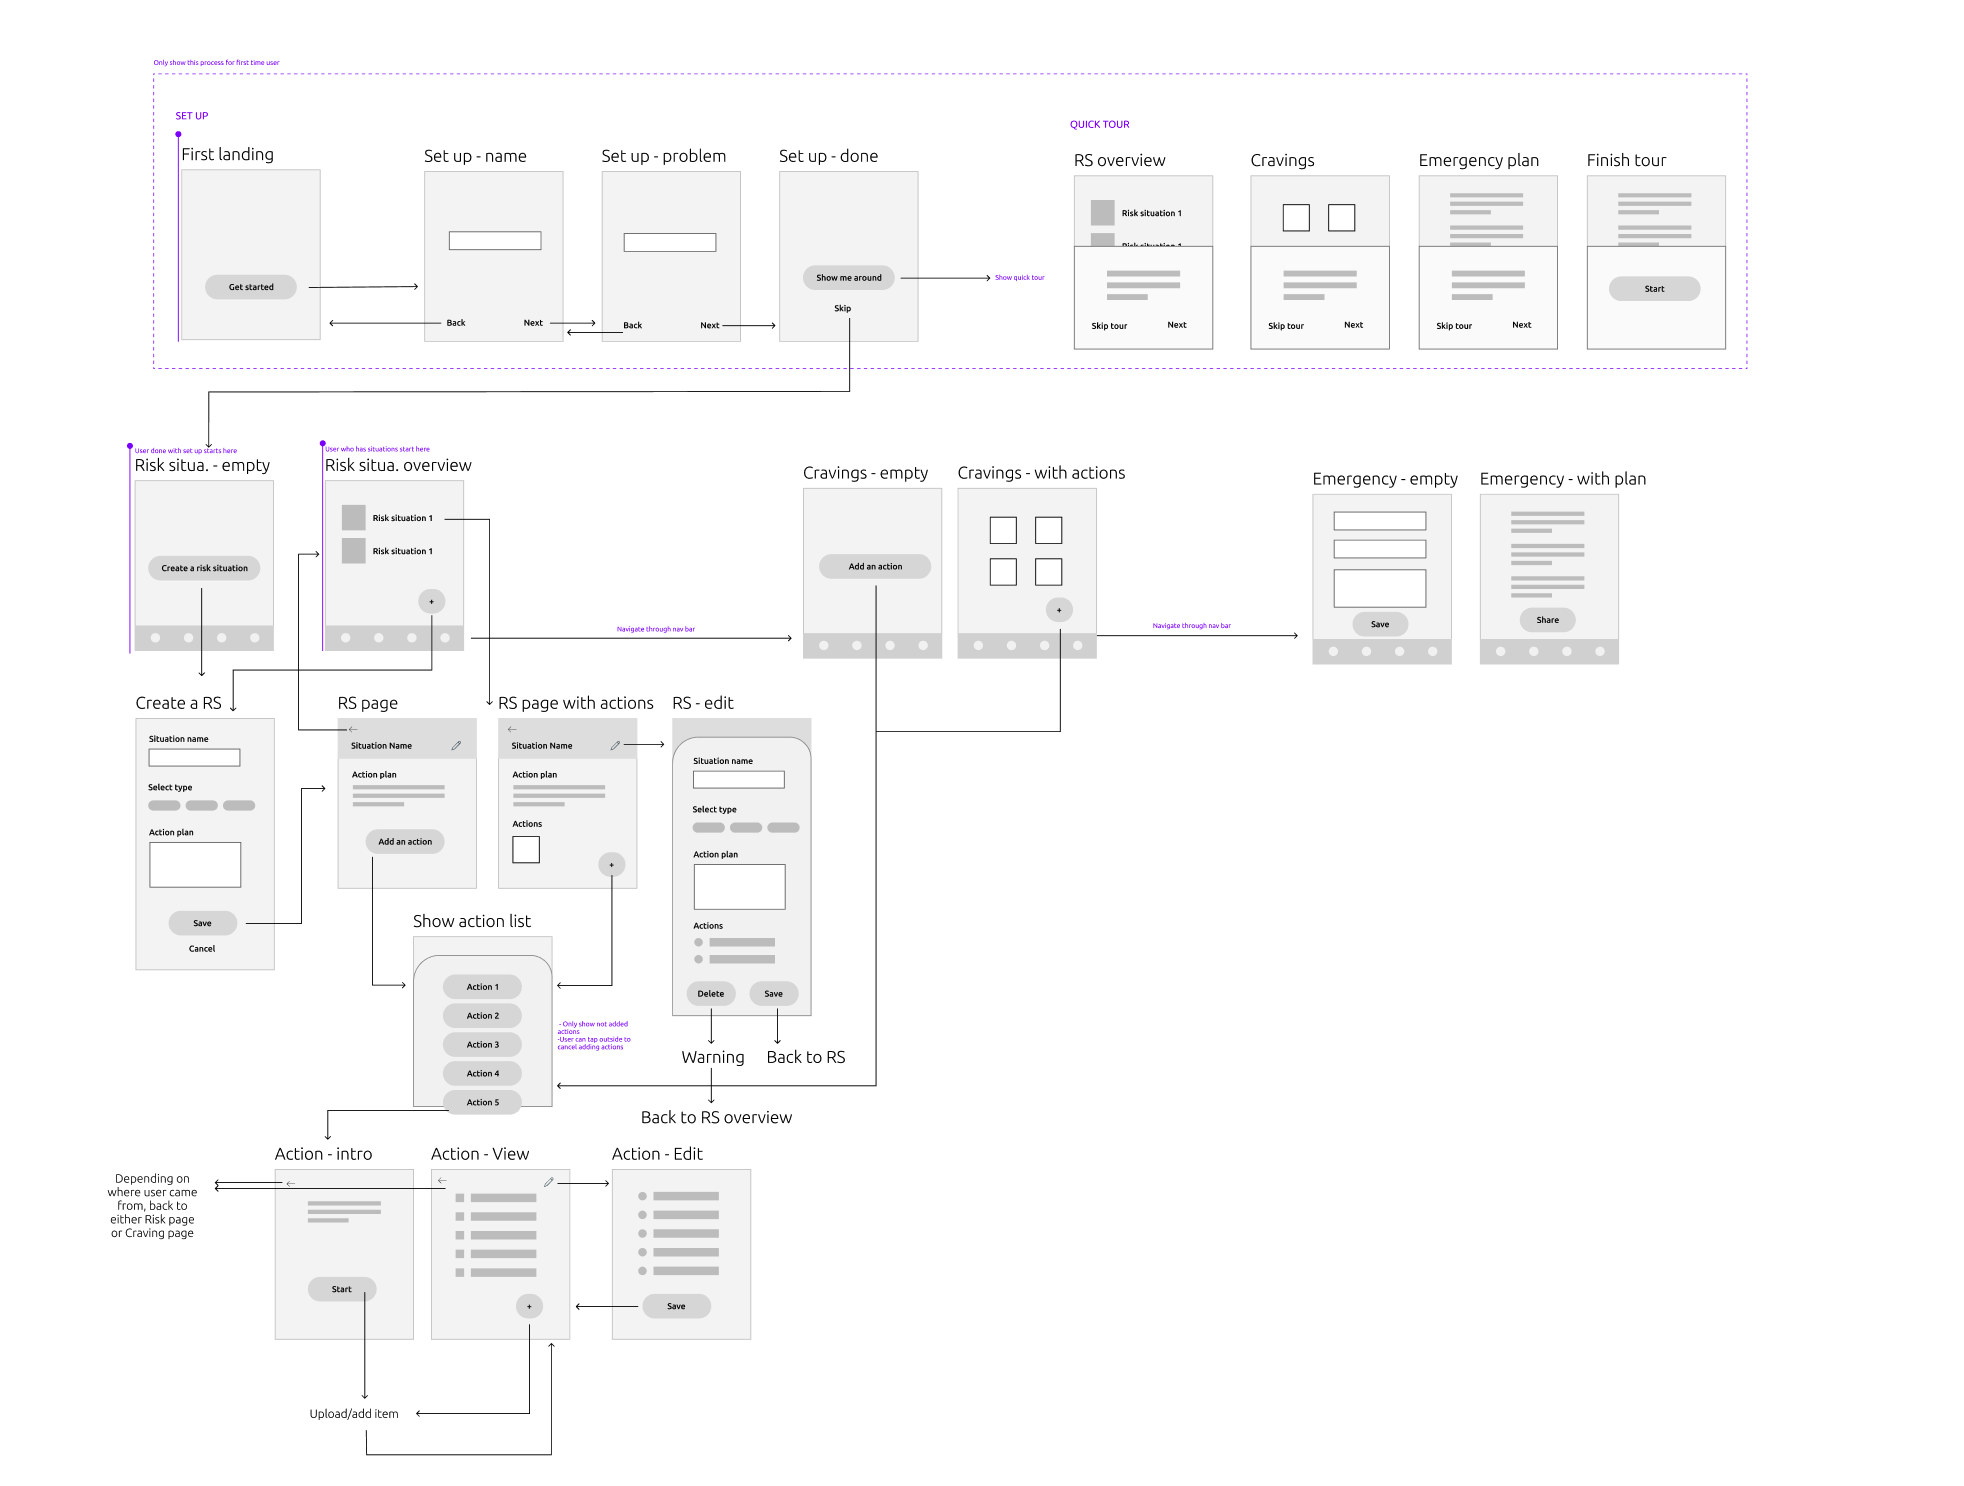 Only show this process for first time user
SET UP
QUICK TOUR
First landing
Set up - name
Set up - problem
Set up - done
RS overview
Cravings
Emergency plan
Finish tour
Risk situation 1
Risk situation 1
Get started
Show me around
Show quick tour
Start
Skip
Back
Next
Back
Next
Skip tour
Next
Skip tour
Next
Skip tour
Next
User done with set up starts here
User who has situations start here
Risk situa. - empty
Risk situa. overview
Cravings - empty
Cravings - with actions
Emergency - empty
Emergency - with plan
Risk situation 1
Risk situation 1
Create a risk situation
Add an action
+
+
Save
Share
Navigate through nav bar
Navigate through nav bar
Create a RS
RS page
RS page with actions
RS - edit
Situation name
Select type
Action plan
Save
Cancel
Situation Name
Action plan
Add an action
Situation Name
Action plan
Actions
+
Situation name
Select type
Action plan
Actions
Delete
Save
Show action list
Action 1
Action 2
Action 3
Action 4
Action 5
- Only show not added
actions
-User can tap outside to
cancel adding actions
Warning
Back to RS
Back to RS overview
Action - intro
Action - View
Action - Edit
Depending on
where user came
from, back to
either Risk page
or Craving page
Start
+
Save
Upload/add item